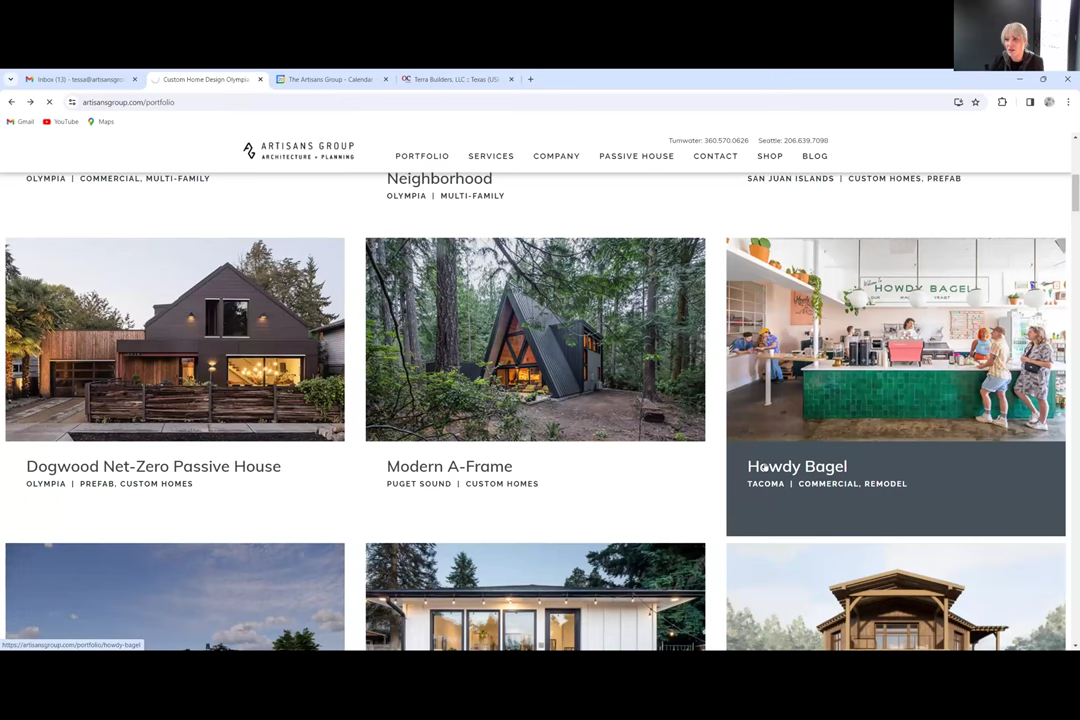 Inbox (13) - tessa@artisansgro
Custom Home Design Olympia
The Artisans Group - Calendar
Terra Builders, LLC :: Texas (US)
artisansgroup.com/portfolio
Gmail
YouTube
Maps
ARTISANS GROUP
ARCHITECTURE + PLANNING
Tumwater: 360.570.0626 Seattle: 206.639.7098
PORTFOLIO SERVICES COMPANY PASSIVE HOUSE CONTACT SHOP BLOG
OLYMPIA | COMMERCIAL, MULTI-FAMILY
Neighborhood
OLYMPIA | MULTI-FAMILY
SAN JUAN ISLANDS | CUSTOM HOMES, PREFAB
HOWDY BAGEL
Dogwood Net-Zero Passive House
OLYMPIA | PREFAB, CUSTOM HOMES
Modern A-Frame
PUGET SOUND | CUSTOM HOMES
Howdy Bagel
TACOMA | COMMERCIAL, REMODEL
https://artisansgroup.com/portfolio/howdy-bagel